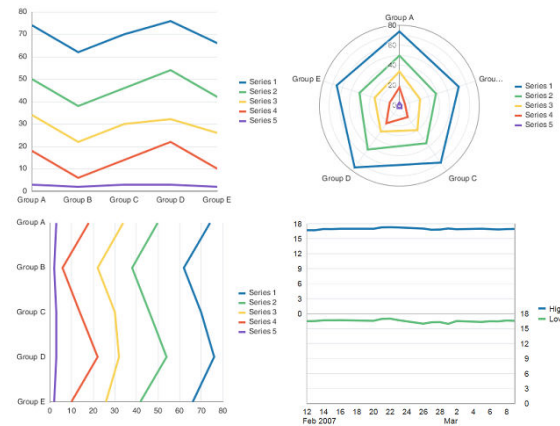 80
70
60
50
40
30
20
10
0
Group A
Group B
Group C
Group D
Group E
Series 1
Series 2
Series 3
Series 4
Series 5
Group A
80
60
40
20
0
Group E
Grou...
Group D
Group C
Series 1
Series 2
Series 3
Series 4
Series 5
Group A
Group B
Group C
Group D
Group E
0 10 20 30 40 50 60 70 80
Series 1
Series 2
Series 3
Series 4
Series 5
18
15
12
9
6
3
0
18
15
12
9
6
3
0
High
Low
12 14 16 18 20 22 24 26 28 2 4 6 8
Feb 2007 Mar